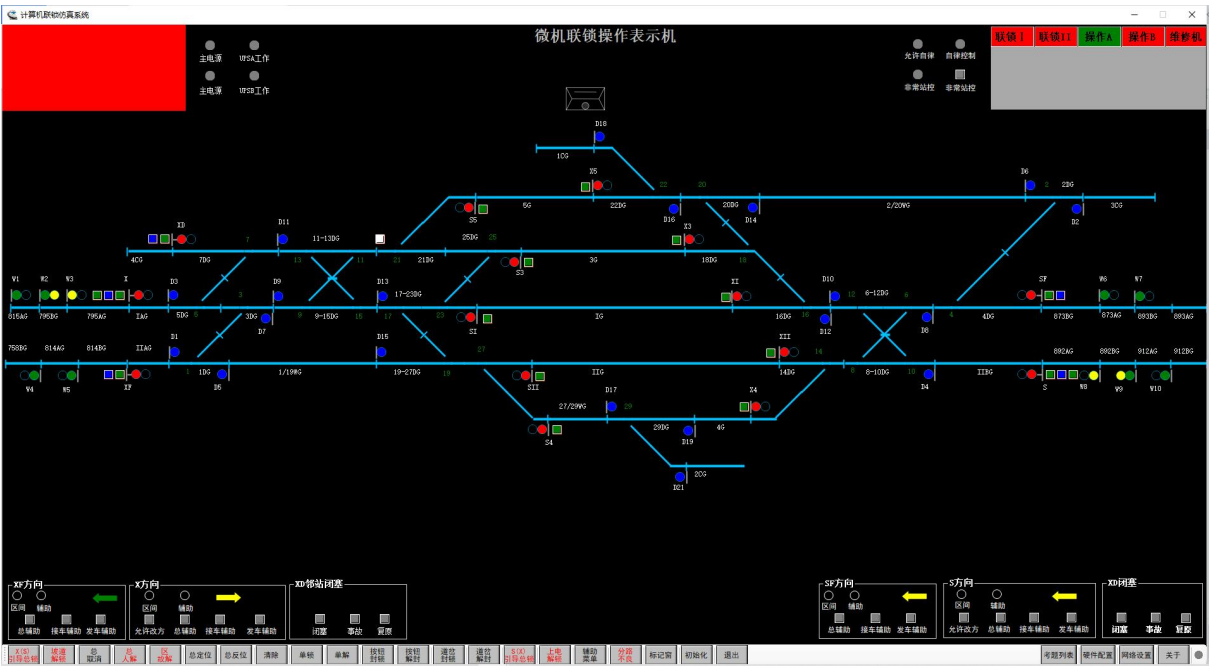 计算机联锁仿真系统
微机联锁操作表示机
主电源 UPSA工作
主电源 UPSB工作
允许自律 自律控制
非常站控 非常站控
联锁I 联锁II 操作A 操作B 维修机
D18
1CG
X5
22 20
D6
2 2DG
S5
5G
22DG
D16
20DG
D14
2/20WG
D2
3CG
XD
7
D11
11-13DG
25DG 25
X3
4CG
7DG
13
11
21
21DG
S3
3G
18DG
18
W1 W2 W3 X D3
D9
D13
17-23DG
XI
D10
12 6-12DG 6
SF
W6 W7
815AG 795BG 795AG IAG 5DG 5
3
3DG
D7
9 9-15DG 15 17
23
SI
IG
16DG 16
D12
D8
4
4DG
873BG 873AG 893BG 893AG
758BG 814AG 814BG IIAG
D1
D15
27
XII
14
892AG 892BG 912AG 912BG
W4 W5 XF
1 1DG
D5
1/19WG
19-27DG 19
SII
IIG
14DG
8 8-10DG 10
D4
IIBG
S W8 W9 W10
D17
27/29WG
29
X4
S4
29DG
D19
4G
2CG
D21
XF方向
区间 辅助
总辅助 接车辅助 发车辅助
X方向
区间 辅助
允许改方 总辅助 接车辅助 发车辅助
XD邻站闭塞
闭塞 事故 复原
SF方向
区间 辅助
总辅助 接车辅助 发车辅助
S方向
区间 辅助
允许改方 总辅助 接车辅助 发车辅助
XD闭塞
闭塞 事故 复原
X(S)引导总锁 坡道解锁 总取消 总人解 区故解 总定位 总反位 清除 单锁 单解 按钮封锁 按钮解封 道岔封锁 道岔解封 S(X)引导总锁 上电解锁 辅助菜单 分路不良 标记窗 初始化 退出 考题列表 硬件配置 网络设置 关于